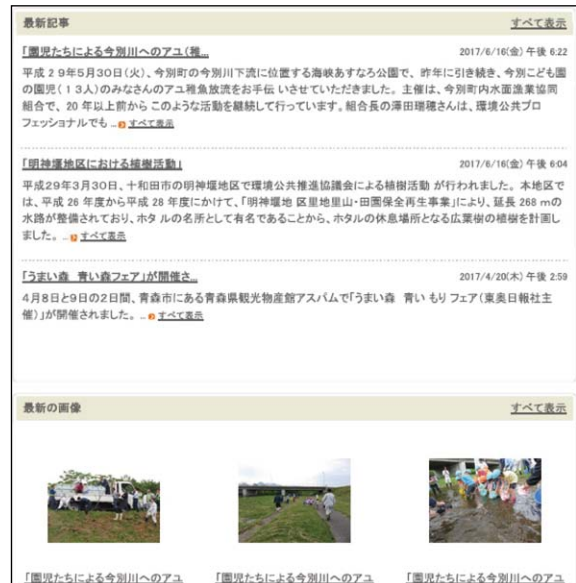 最新記事 すべて表示
「園児たちによる今別川へのアユ(稚... 2017/6/16(金) 午後 6:22
平成２９年5月30日(火)、今別町の今別川下流に位置する海峡あすなろ公園で、昨年に引き続き、今別こども園
の園児(１３人)のみなさんのアユ稚魚放流をお手伝 いさせていただきました。主催は、今別町内水面漁業協同
組合で、20 年以上前から このような活動を継続して行っています。組合長の澤田瑞穂さんは、環境公共プロ
フェッショナルでも ... すべて表示
「明神堰地区における植樹活動」 2017/6/16(金) 午後 6:04
平成29年3月30日、十和田市の明神堰地区で環境公共推進協議会による植樹活動 が行われました。本地区で
は、平成 26 年度から平成 28 年度にかけて、「明神堰地 区里地里山・田園保全再生事業」により、延長 268 mの
水路が整備されており、ホタ ルの名所として有名であることから、ホタルの休息場所となる広葉樹の植樹を計画し
ました。 ... すべて表示
「うまい森　青い森フェア」が開催さ... 2017/4/20(木) 午後 2:59
４月８日と９日の２日間、青森市にある青森県観光物産館アスパムで「うまい森　青い もり フェア(東奥日報社主
催)」が開催されました。 ... すべて表示
最新の画像 すべて表示
「園児たちによる今別川へのアユ 「園児たちによる今別川へのアユ 「園児たちによる今別川へのアユ